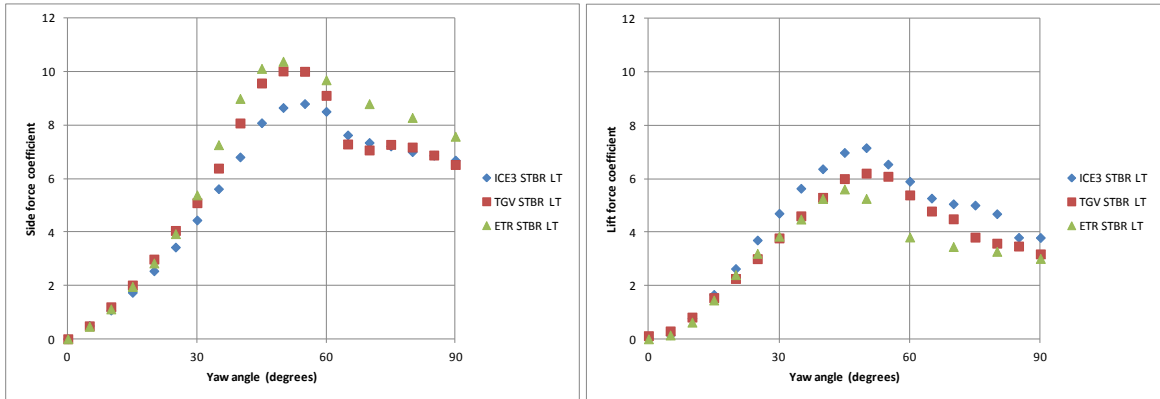 12
10
8
6
4
2
0
0 30 60 90
Side force coefficient
Yaw angle (degrees)
ICE3 STBR LT
TGV STBR LT
ETR STBR LT
12
10
8
6
4
2
0
0 30 60 90
Lift force coefficient
Yaw angle (degrees)
ICE3 STBR LT
TGV STBR LT
ETR STBR LT